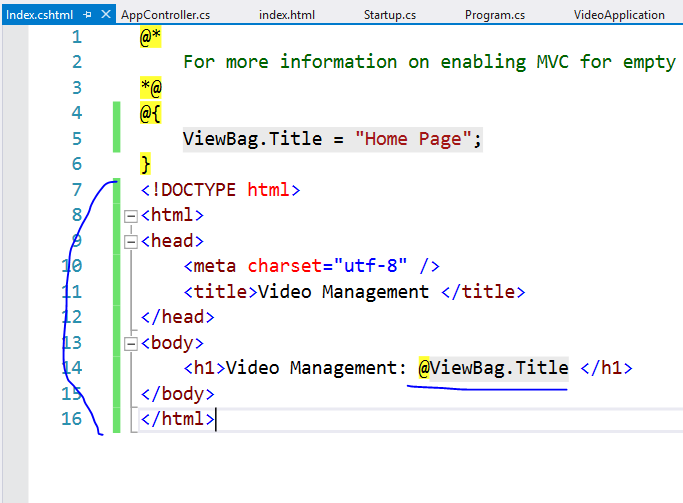 Index.cshtml AppController.cs index.html Startup.cs Program.cs VideoApplication
1 @*
2 For more information on enabling MVC for empty
3 *@
4 @{
5 ViewBag.Title = "Home Page";
6 }
7 <!DOCTYPE html>
8 <html>
9 <head>
10 <meta charset="utf-8" />
11 <title>Video Management </title>
12 </head>
13 <body>
14 <h1>Video Management: @ViewBag.Title </h1>
15 </body>
16 </html>